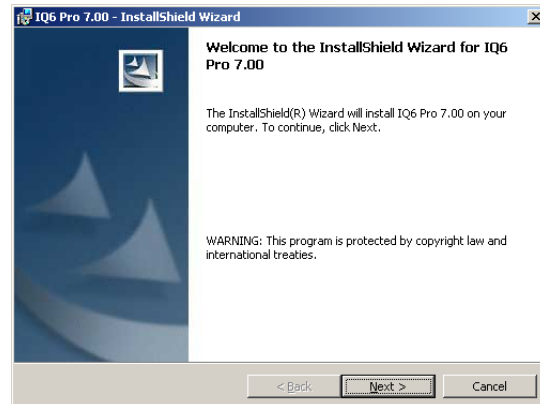 IQ6 Pro 7.00 - InstallShield Wizard
Welcome to the InstallShield Wizard for IQ6
Pro 7.00
The InstallShield(R) Wizard will install IQ6 Pro 7.00 on your
computer. To continue, click Next.
WARNING: This program is protected by copyright law and
international treaties.
< Back Next > Cancel